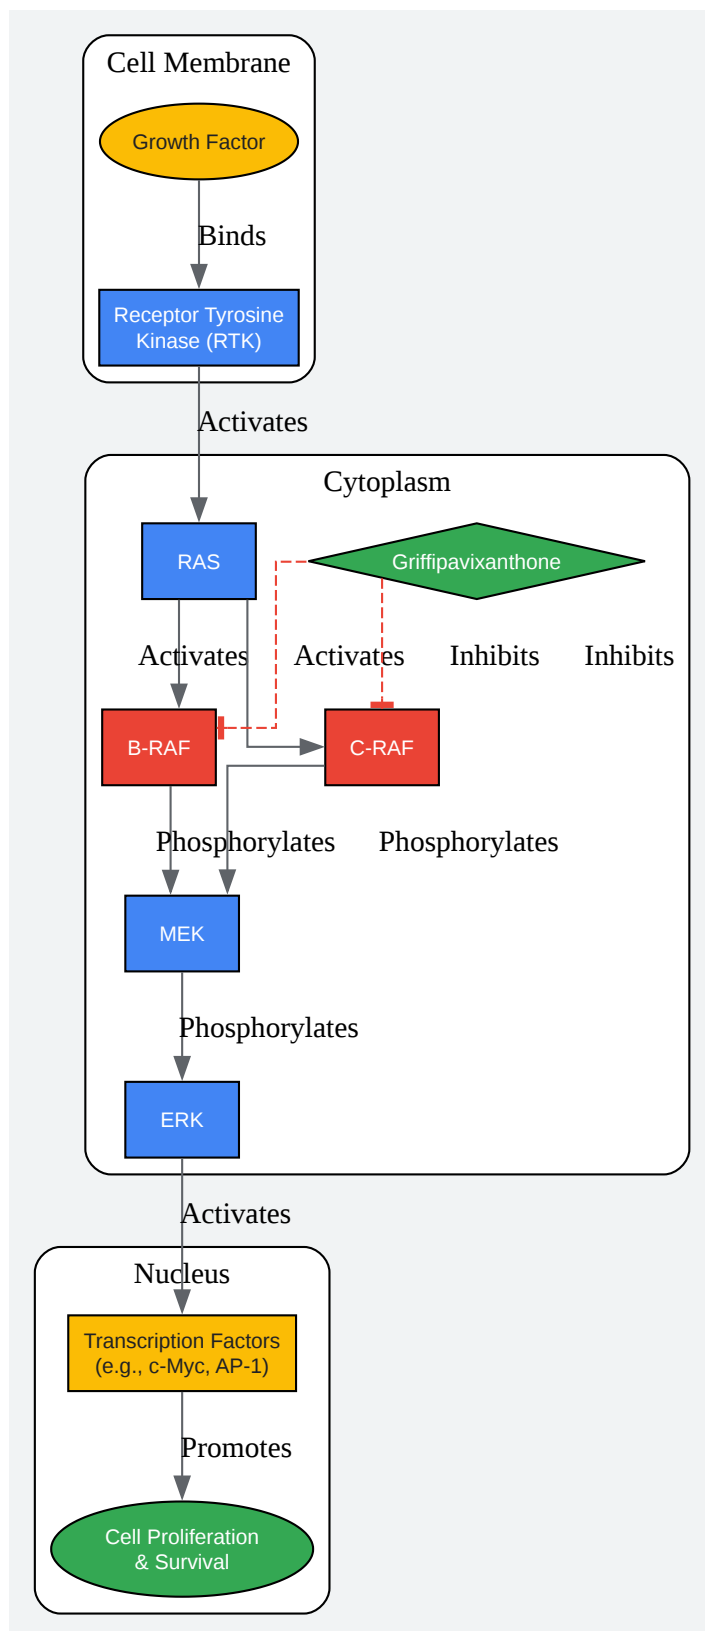 Cell Membrane
Growth Factor
Binds
Receptor Tyrosine
Kinase (RTK)
Activates
Cytoplasm
RAS
Griffipavixanthone
Activates
Activates
Inhibits
Inhibits
B-RAF
C-RAF
Phosphorylates
Phosphorylates
MEK
Phosphorylates
ERK
Activates
Nucleus
Transcription Factors
(e.g., c-Myc, AP-1)
Promotes
Cell Proliferation
& Survival